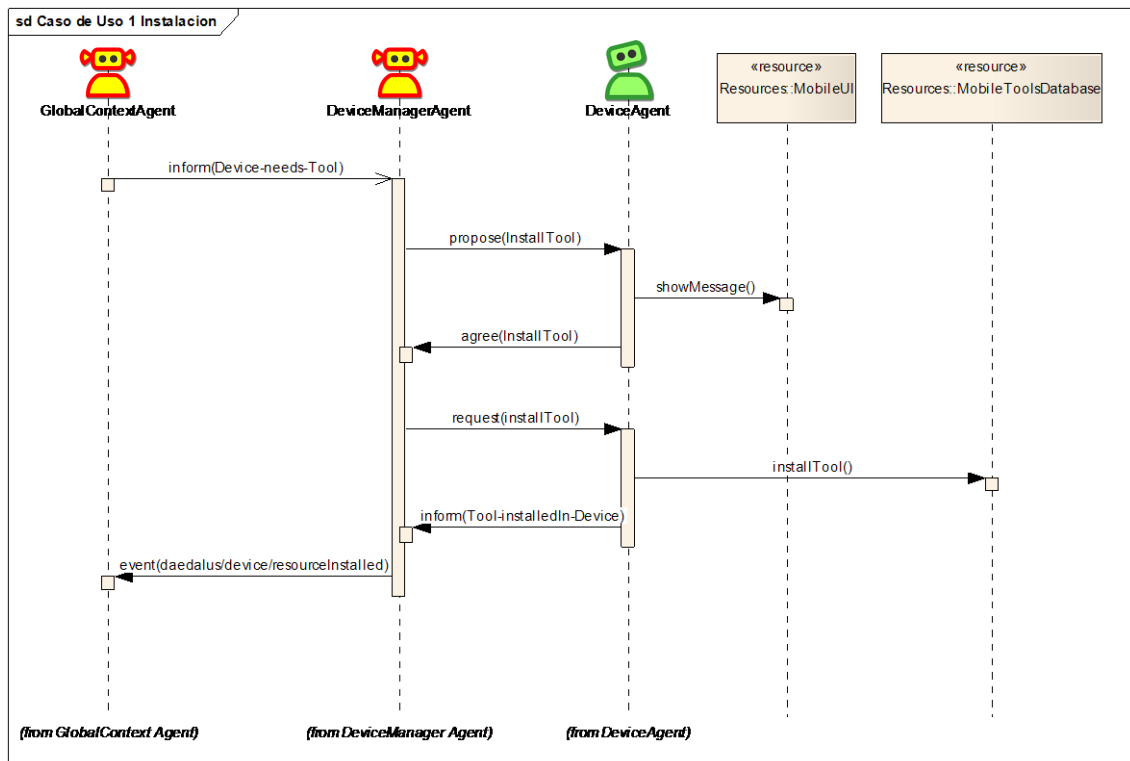 sd Caso de Uso 1 Instalacion
GlobalContextAgent
DeviceManagerAgent
DeviceAgent
«resource»
Resources::MobileUI
«resource»
Resources::MobileToolsDatabase
inform(Device-needs-Tool)
propose(InstallTool)
showMessage()
agree(InstallTool)
request(installTool)
installTool()
inform(Tool-installedIn-Device)
event(daedalus/device/resourceInstalled)
(from GlobalContext Agent)
(from DeviceManager Agent)
(from DeviceAgent)